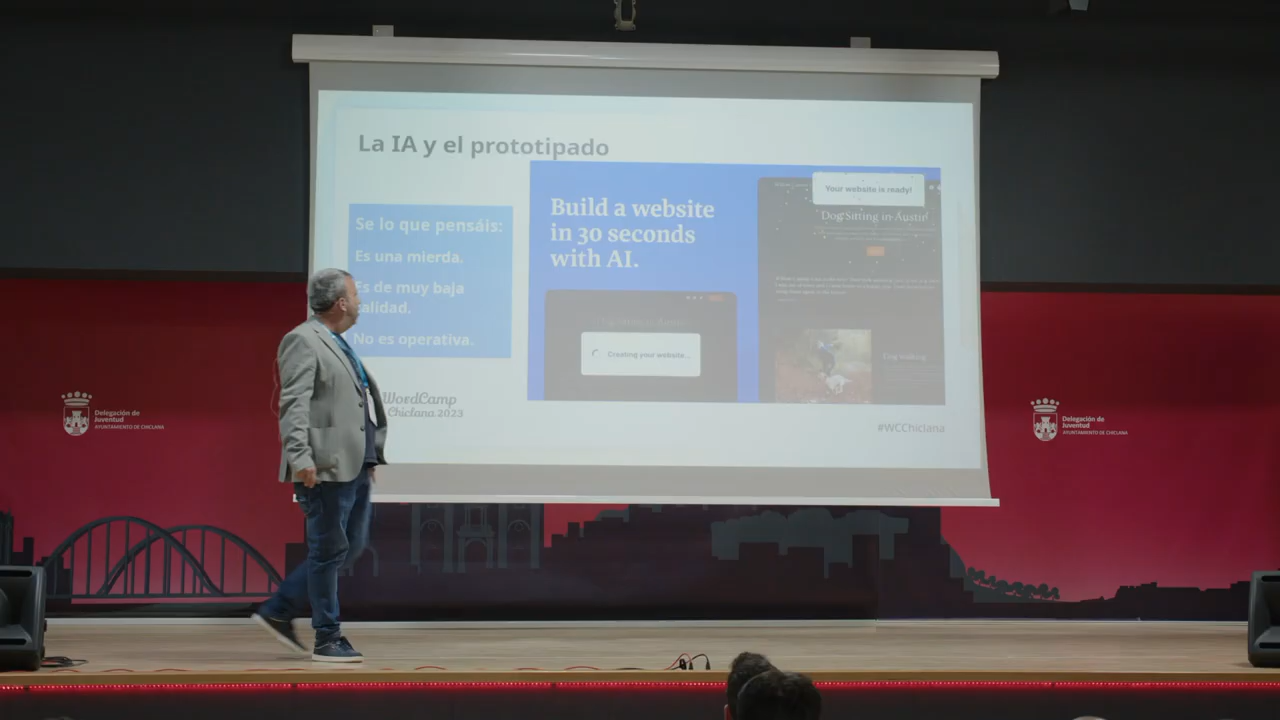 La IA y el prototipado
Se lo que pensáis:
Es una mierda.
Es de muy baja
calidad.
No es operativa.
Build a website
in 30 seconds
with AI.
Creating your website...
Your website is ready!
Dog Sitting in Austin
Dog Walking
WordCamp
Chiclana 2023
#WCChiclana
Delegación de
Juventud
AYUNTAMIENTO DE CHICLANA
Delegación de
Juventud
AYUNTAMIENTO DE CHICLANA